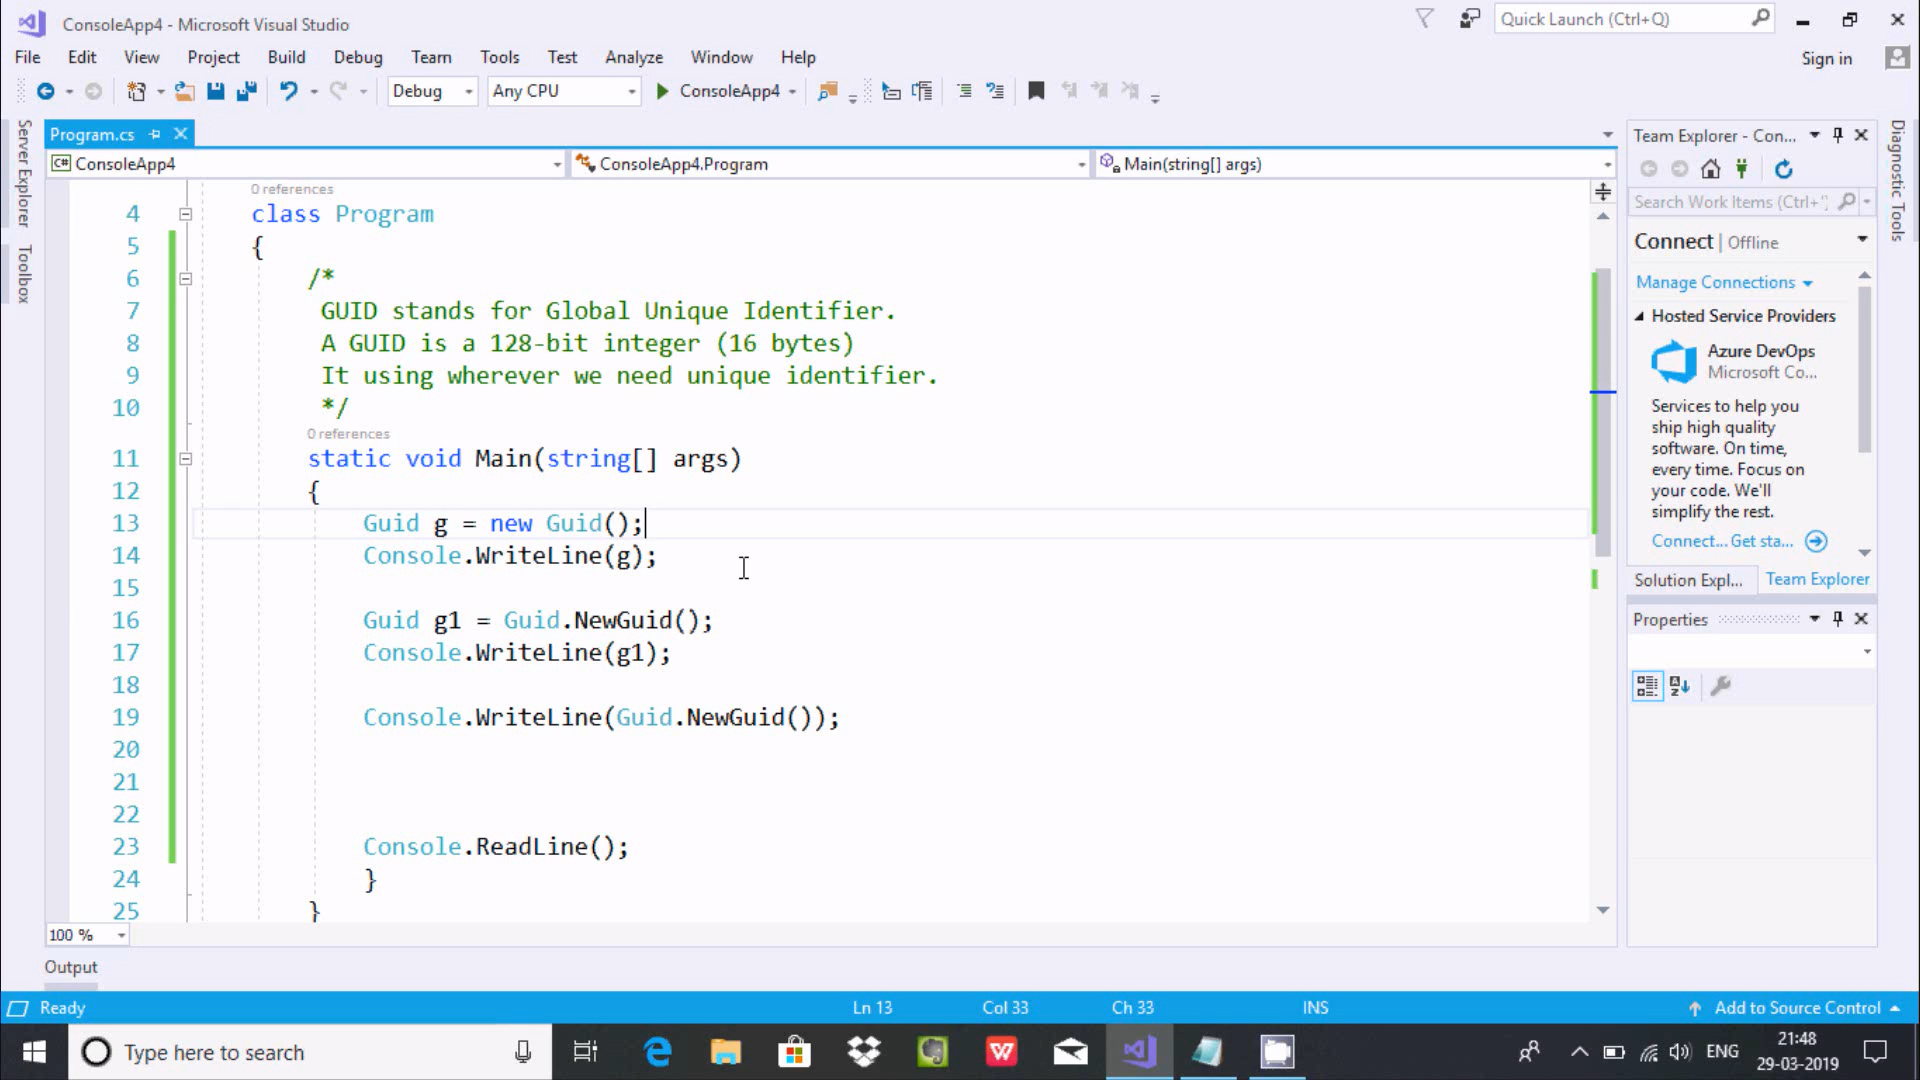 ConsoleApp4 - Microsoft Visual Studio
Quick Launch (Ctrl+Q)
File Edit View Project Build Debug Team Tools Test Analyze Window Help
Sign in
Debug Any CPU ConsoleApp4
Server Explorer
Toolbox
Program.cs
C# ConsoleApp4 ConsoleApp4.Program Main(string[] args)
0 references
4 class Program
5 {
6 /*
7 GUID stands for Global Unique Identifier.
8 A GUID is a 128-bit integer (16 bytes)
9 It using wherever we need unique identifier.
10 */
0 references
11 static void Main(string[] args)
12 {
13 Guid g = new Guid();
14 Console.WriteLine(g);
15
16 Guid g1 = Guid.NewGuid();
17 Console.WriteLine(g1);
18
19 Console.WriteLine(Guid.NewGuid());
20
21
22
23 Console.ReadLine();
24 }
25 }
100 %
Output
Team Explorer - Con...
Search Work Items (Ctrl+'
Connect | Offline
Manage Connections
Hosted Service Providers
Azure DevOps
Microsoft Co...
Services to help you
ship high quality
software. On time,
every time. Focus on
your code. We'll
simplify the rest.
Connect... Get sta...
Solution Expl... Team Explorer
Properties
Diagnostic Tools
Ready Ln 13 Col 33 Ch 33 INS Add to Source Control
Type here to search
ENG
21:48
29-03-2019